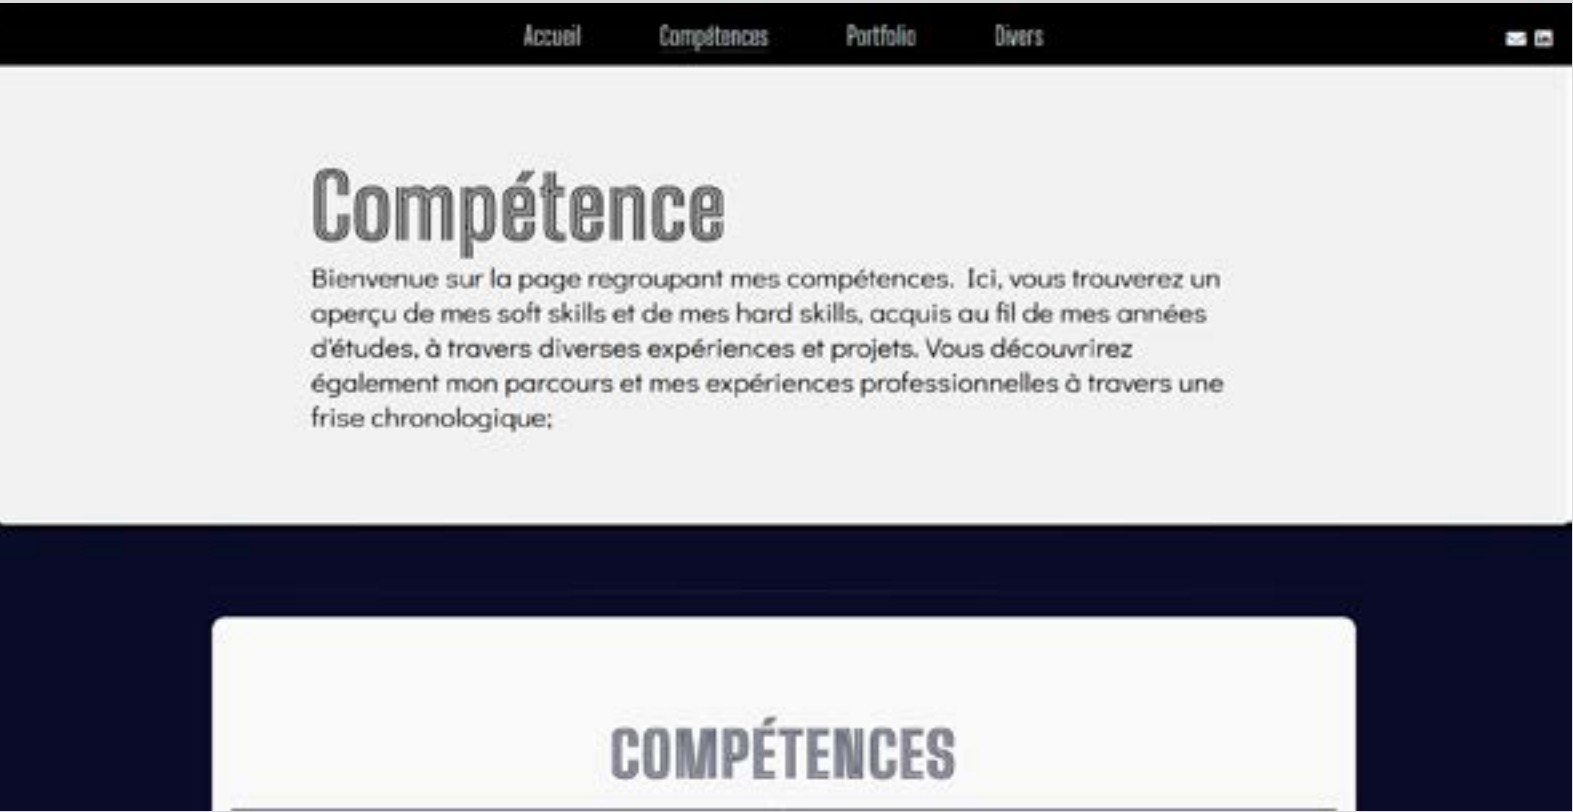 Accueil Compétences Portfolio Divers
Compétence
Bienvenue sur la page regroupant mes compétences. Ici, vous trouverez un
aperçu de mes soft skills et de mes hard skills, acquis au fil de mes années
d'études, à travers diverses expériences et projets. Vous découvrirez
également mon parcours et mes expériences professionnelles à travers une
frise chronologique;
COMPÉTENCES